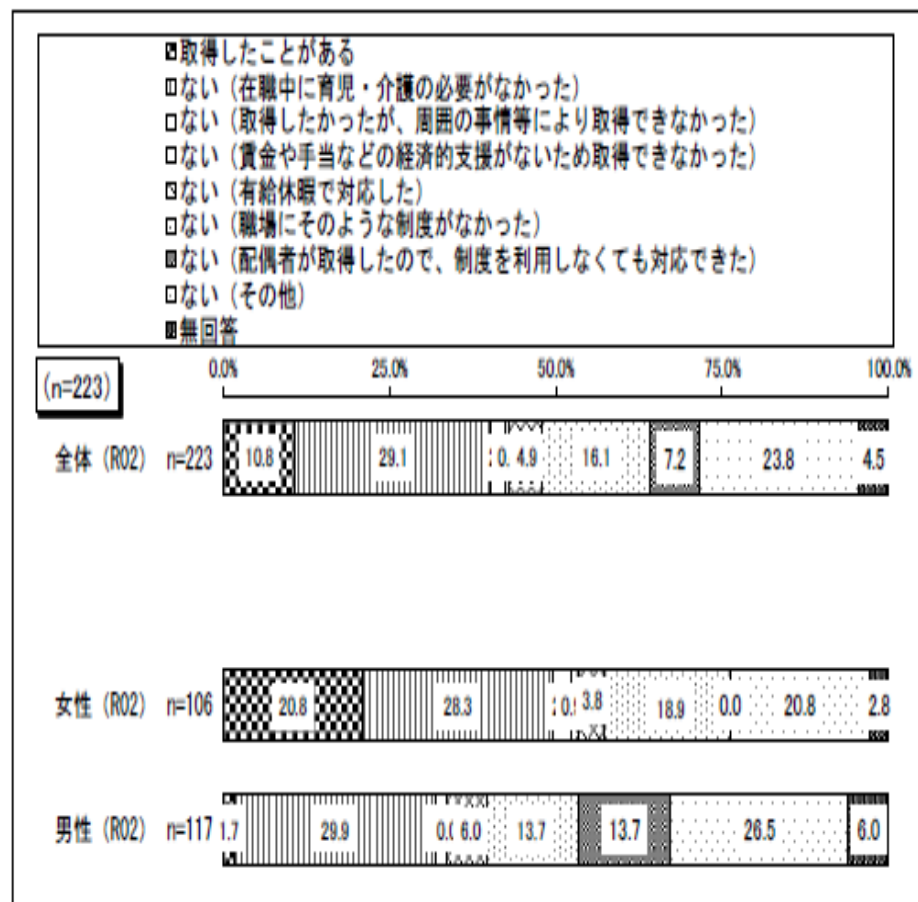 取得したことがある
ない（在職中に育児・介護の必要がなかった）
ない（取得したかったが、周囲の事情等により取得できなかった）
ない（賃金や手当などの経済的支援がないため取得できなかった）
ない（有給休暇で対応した）
ない（職場にそのような制度がなかった）
ない（配偶者が取得したので、制度を利用しなくても対応できた）
ない（その他）
無回答
(n=223)
0.0% 25.0% 50.0% 75.0% 100.0%
全体（R02） n=223 10.8 29.1 4.9 16.1 7.2 23.8 4.5
女性（R02） n=106 20.8 28.3 3.8 18.9 0.0 20.8 2.8
男性（R02） n=117 1.7 29.9 6.0 13.7 13.7 26.5 6.0